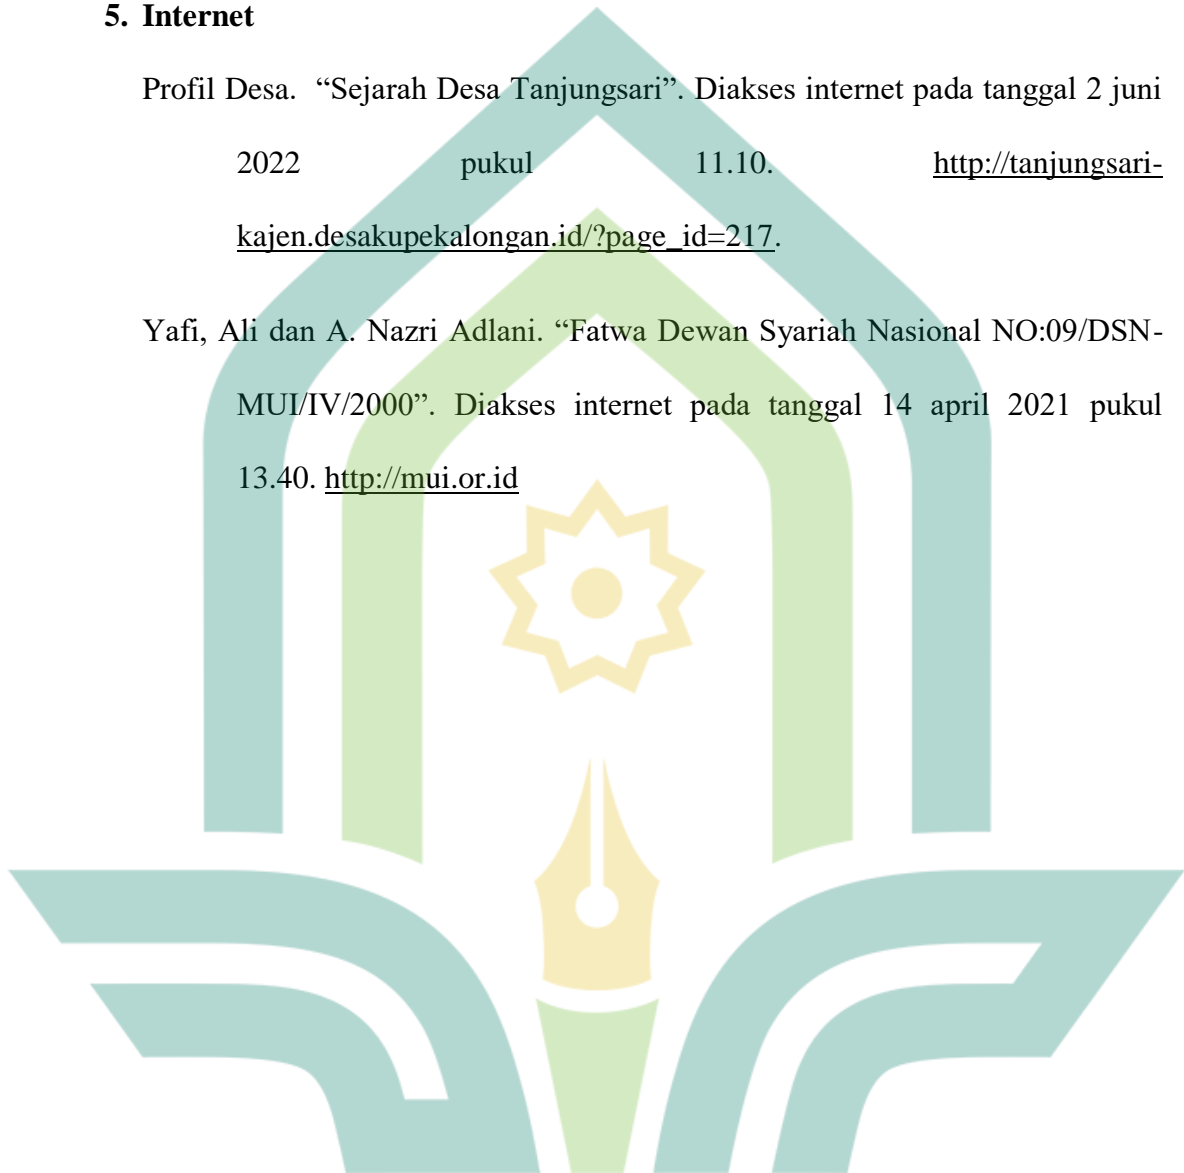 5. Internet
Profil Desa. “Sejarah Desa Tanjungsari”. Diakses internet pada tanggal 2 juni
2022 pukul 11.10. http://tanjungsari-
kajen.desakupekalongan.id/?page_id=217.
Yafi, Ali dan A. Nazri Adlani. “Fatwa Dewan Syariah Nasional NO:09/DSN-
MUI/IV/2000”. Diakses internet pada tanggal 14 april 2021 pukul
13.40. http://mui.or.id